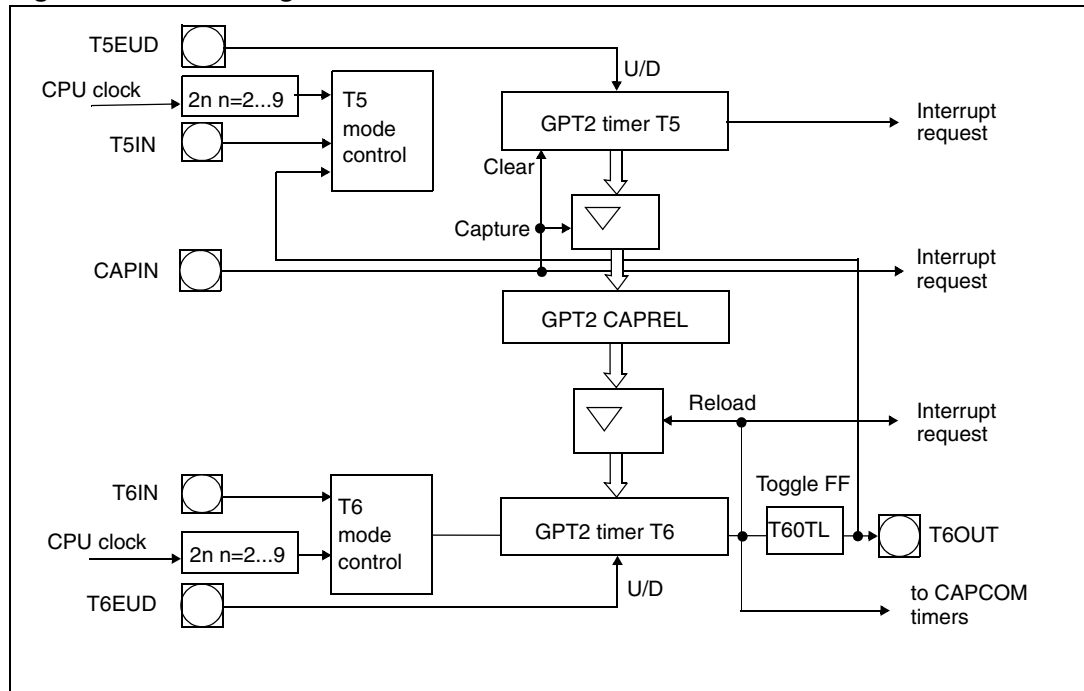 T5EUD
U/D
CPU clock
2n n=2...9
T5
mode
control
GPT2 timer T5
Interrupt
request
T5IN
Clear
Capture
CAPIN
Interrupt
request
GPT2 CAPREL
Reload
Interrupt
request
T6IN
Toggle FF
T6
mode
control
GPT2 timer T6
T60TL
T6OUT
CPU clock
2n n=2...9
U/D
T6EUD
to CAPCOM
timers